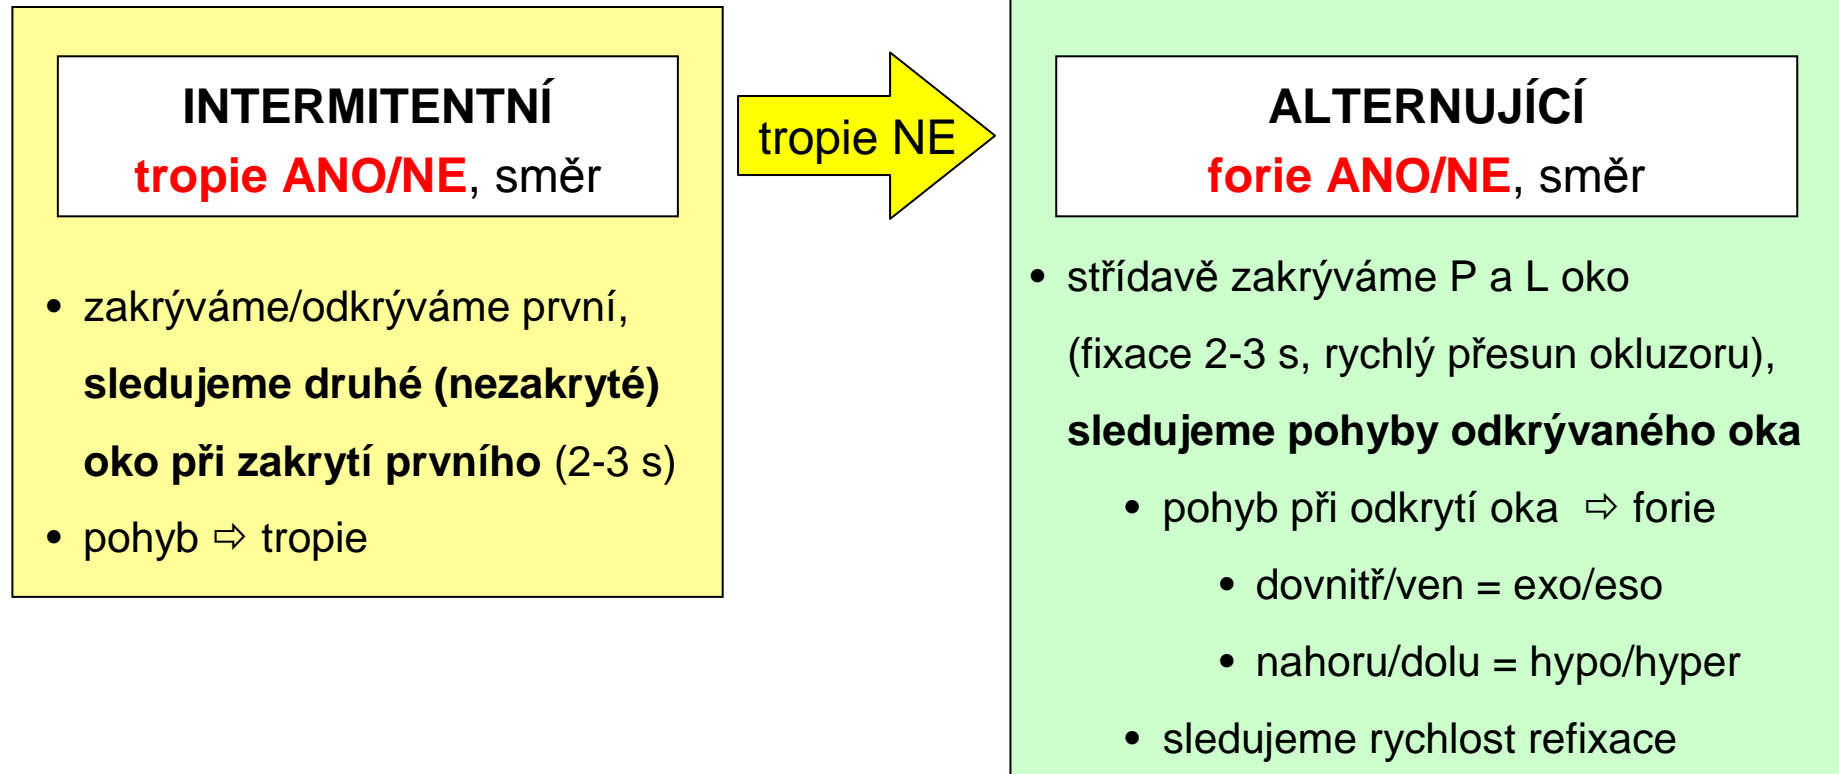 INTERMITENTNÍ
tropie ANO/NE, směr
• zakrýváme/odkrýváme první,
sledujeme druhé (nezakryté)
oko při zakrytí prvního (2-3 s)
• pohyb ⇨ tropie
tropie NE
ALTERNUJÍCÍ
forie ANO/NE, směr
• střídavě zakrýváme P a L oko
(fixace 2-3 s, rychlý přesun okluzoru),
sledujeme pohyby odkrývaného oka
• pohyb při odkrytí oka ⇨ forie
• dovnitř/ven = exo/eso
• nahoru/dolu = hypo/hyper
• sledujeme rychlost refixace